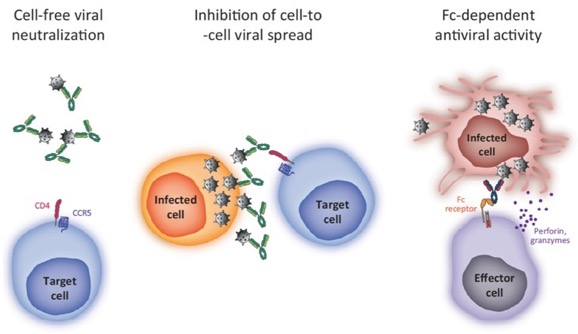 Cell-free viral
neutralization
Inhibition of cell-to
-cell viral spread
Fc-dependent
antiviral activity
CD4
CCR5
Target
cell
Infected
cell
Target
cell
Infected
cell
Fc
receptor
Perforin,
granzymes
Effector
cell